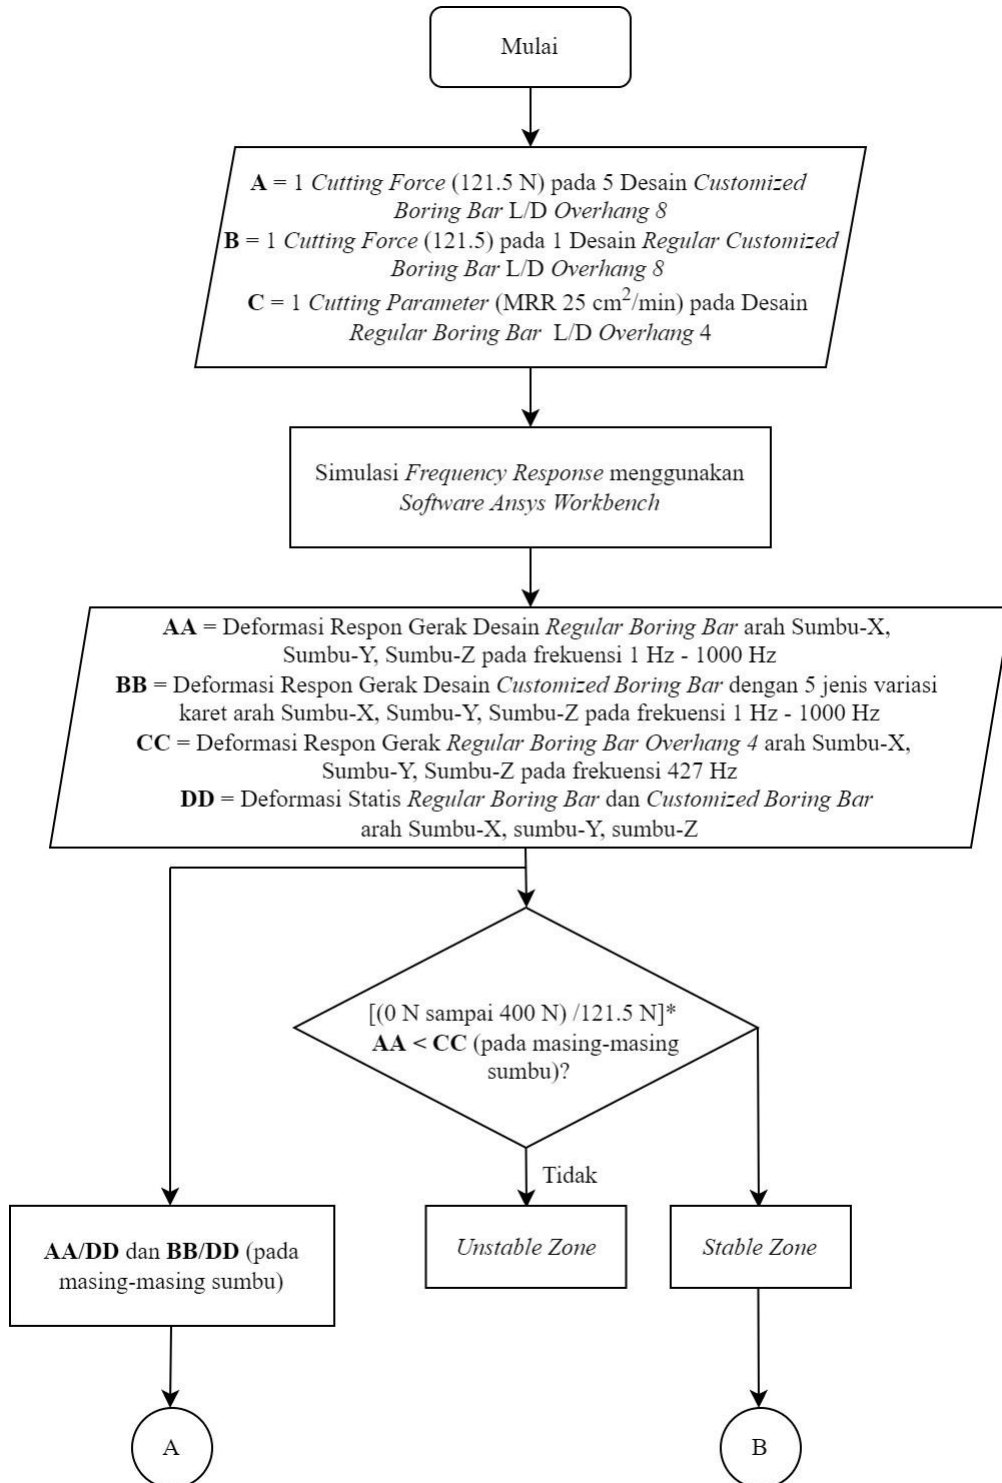 Mulai
A = 1 Cutting Force (121.5 N) pada 5 Desain Customized
Boring Bar L/D Overhang 8
B = 1 Cutting Force (121.5) pada 1 Desain Regular Customized
Boring Bar L/D Overhang 8
C = 1 Cutting Parameter (MRR 25 cm²/min) pada Desain
Regular Boring Bar L/D Overhang 4
Simulasi Frequency Response menggunakan
Software Ansys Workbench
AA = Deformasi Respon Gerak Desain Regular Boring Bar arah Sumbu-X,
Sumbu-Y, Sumbu-Z pada frekuensi 1 Hz - 1000 Hz
BB = Deformasi Respon Gerak Desain Customized Boring Bar dengan 5 jenis variasi
karet arah Sumbu-X, Sumbu-Y, Sumbu-Z pada frekuensi 1 Hz - 1000 Hz
CC = Deformasi Respon Gerak Regular Boring Bar Overhang 4 arah Sumbu-X,
Sumbu-Y, Sumbu-Z pada frekuensi 427 Hz
DD = Deformasi Statis Regular Boring Bar dan Customized Boring Bar
arah Sumbu-X, sumbu-Y, sumbu-Z
[(0 N sampai 400 N) /121.5 N]*
AA < CC (pada masing-masing
sumbu)?
Tidak
AA/DD dan BB/DD (pada
masing-masing sumbu)
Unstable Zone
Stable Zone
A
B